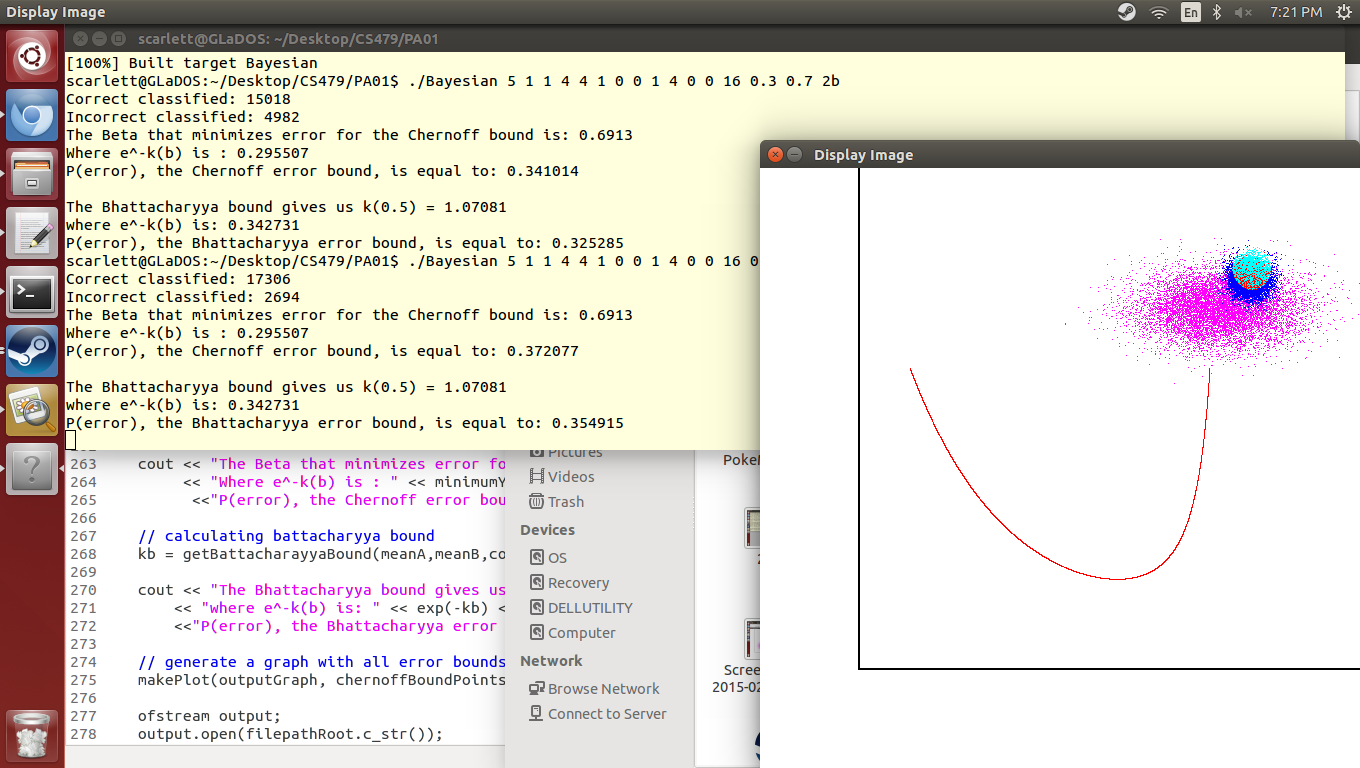 Display Image
En
7:21 PM
scarlett@GLaDOS: ~/Desktop/CS479/PA01
[100%] Built target Bayesian
scarlett@GLaDOS:~/Desktop/CS479/PA01$ ./Bayesian 5 1 1 4 4 1 0 0 1 4 0 0 16 0.3 0.7 2b
Correct classified: 15018
Incorrect classified: 4982
The Beta that minimizes error for the Chernoff bound is: 0.6913
Where e^-k(b) is : 0.295507
P(error), the Chernoff error bound, is equal to: 0.341014
The Bhattacharyya bound gives us k(0.5) = 1.07081
where e^-k(b) is: 0.342731
P(error), the Bhattacharyya error bound, is equal to: 0.325285
scarlett@GLaDOS:~/Desktop/CS479/PA01$ ./Bayesian 5 1 1 4 4 1 0 0 1 4 0 0 16 0
Correct classified: 17306
Incorrect classified: 2694
The Beta that minimizes error for the Chernoff bound is: 0.6913
Where e^-k(b) is : 0.295507
P(error), the Chernoff error bound, is equal to: 0.372077
The Bhattacharyya bound gives us k(0.5) = 1.07081
where e^-k(b) is: 0.342731
P(error), the Bhattacharyya error bound, is equal to: 0.354915
263 cout << "The Beta that minimizes error fo
264 << "Where e^-k(b) is : " << minimumY
265 <<"P(error), the Chernoff error bou
266
267 // calculating battacharyya bound
268 kb = getBattacharayyaBound(meanA,meanB,co
269
270 cout << "The Bhattacharyya bound gives us
271 << "where e^-k(b) is: " << exp(-kb) <
272 <<"P(error), the Bhattacharyya error
273
274 // generate a graph with all error bounds
275 makePlot(outputGraph, chernoffBoundPoints
276
277 ofstream output;
278 output.open(filepathRoot.c_str());
Pictures
Videos
Trash
Devices
OS
Recovery
DELLUTILITY
Computer
Network
Browse Network
Connect to Server
PokeM
Scree
2015-02
Display Image